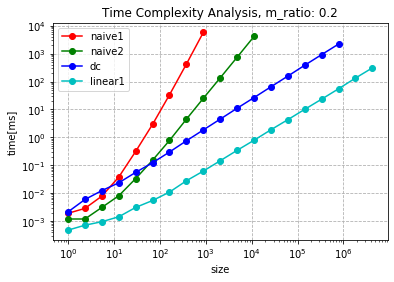 Time Complexity Analysis, m_ratio: 0.2
10⁴
10³
10²
10¹
10⁰
10⁻¹
10⁻²
10⁻³
time[ms]
naive1
naive2
dc
linear1
10⁰ 10¹ 10² 10³ 10⁴ 10⁵ 10⁶
size